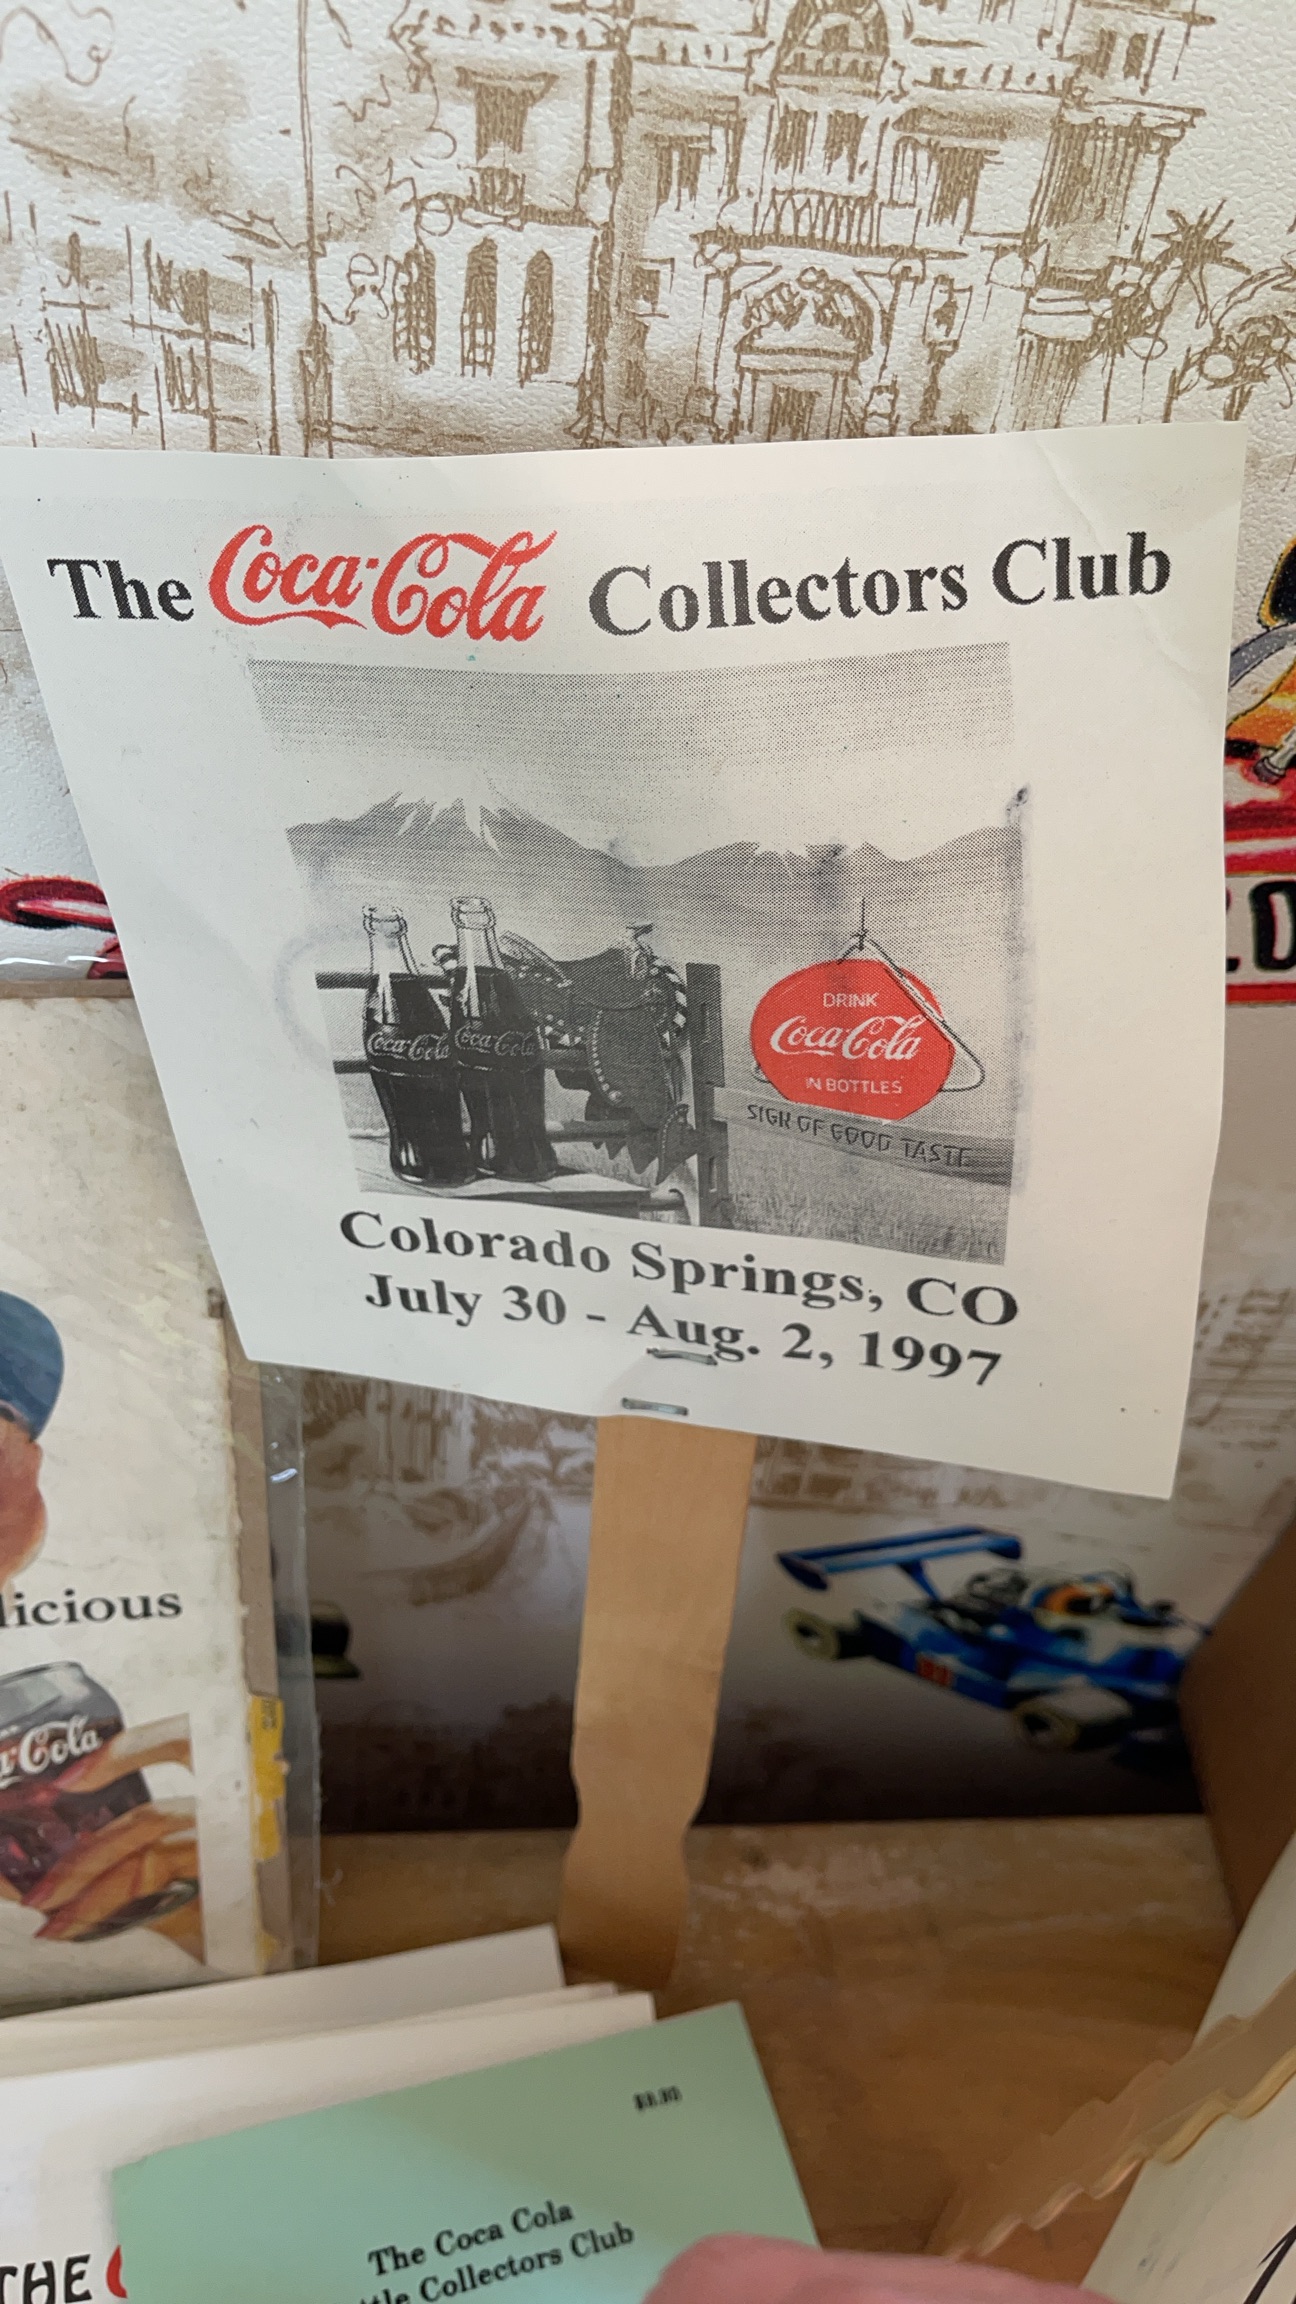 The Coca-Cola Collectors Club
DRINK
Coca-Cola
IN BOTTLES
SIGN OF GOOD TASTE
Coca-Cola
Coca-Cola
Colorado Springs, CO
July 30 - Aug. 2, 1997
licious
a-Cola
The Coca Cola
tle Collectors Club
THE